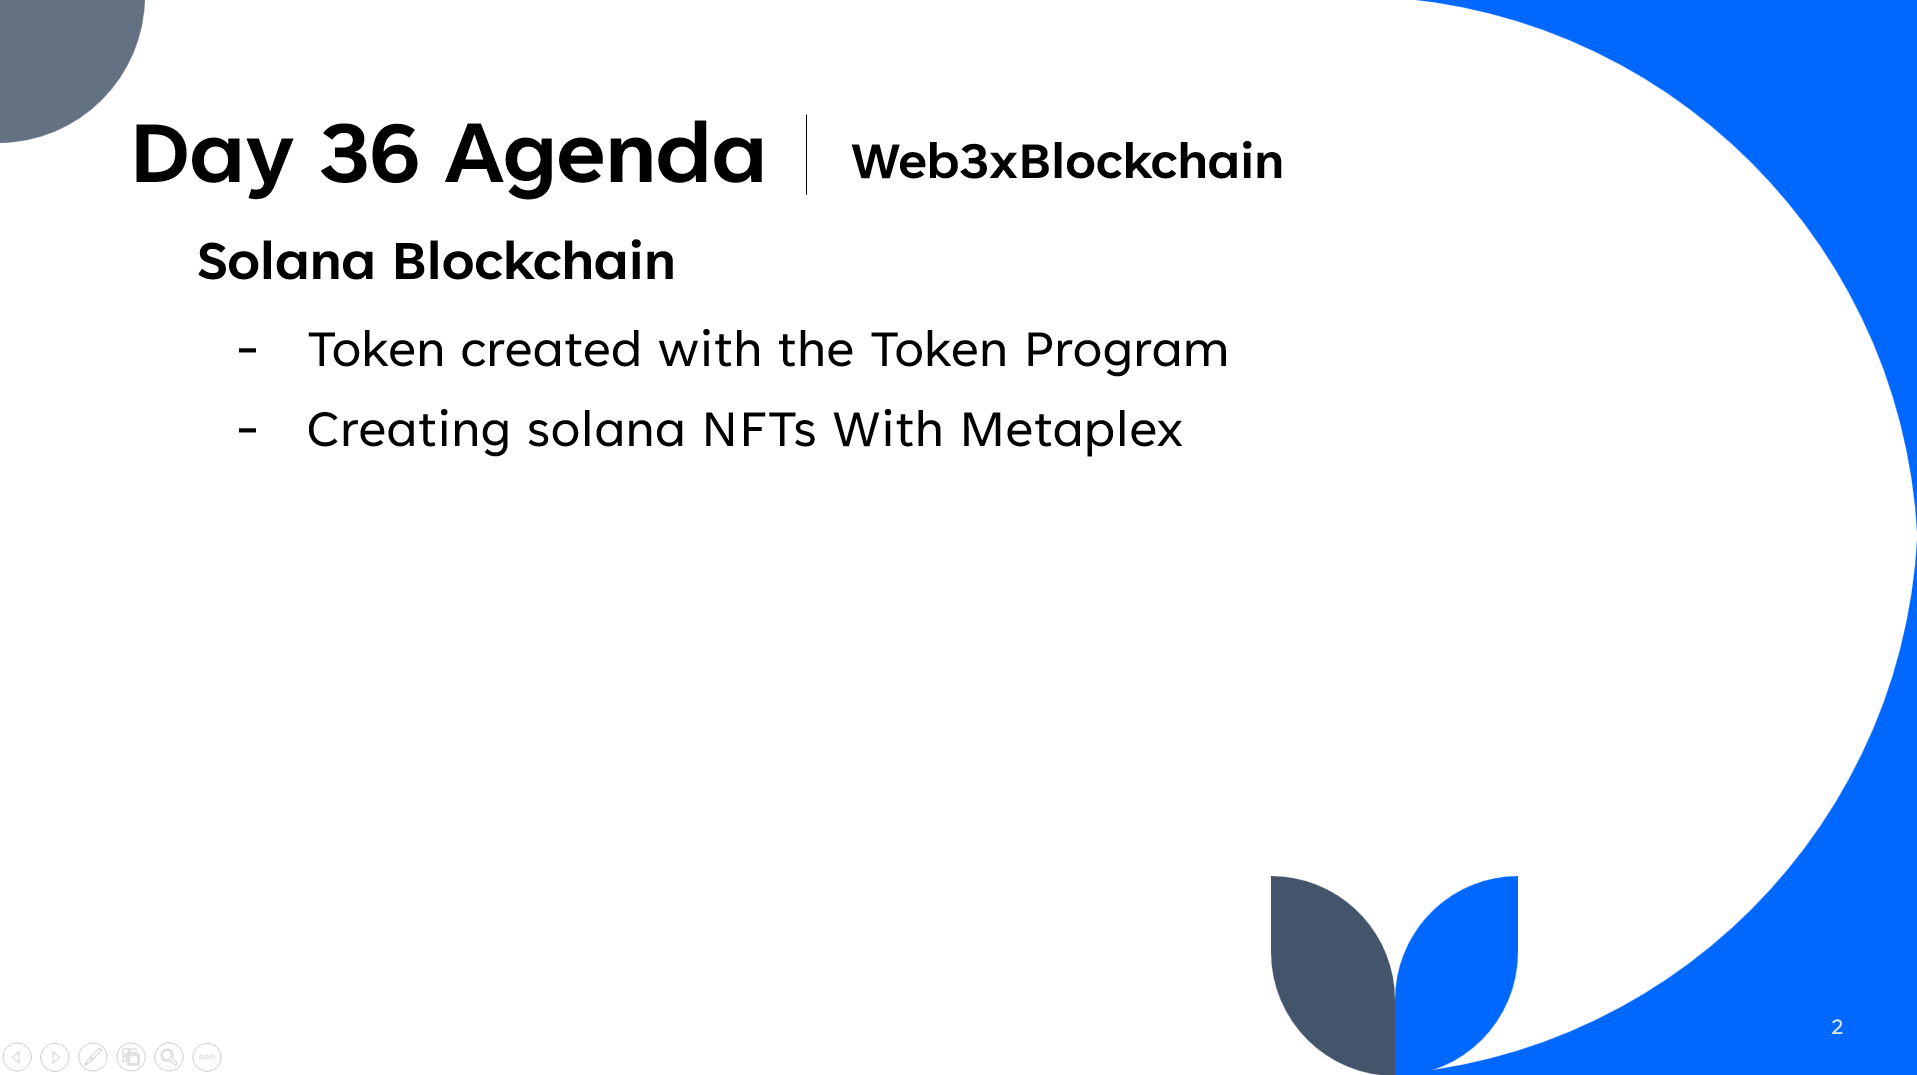 Day 36 Agenda
Web3xBlockchain
Solana Blockchain
- Token created with the Token Program
- Creating solana NFTs With Metaplex
2